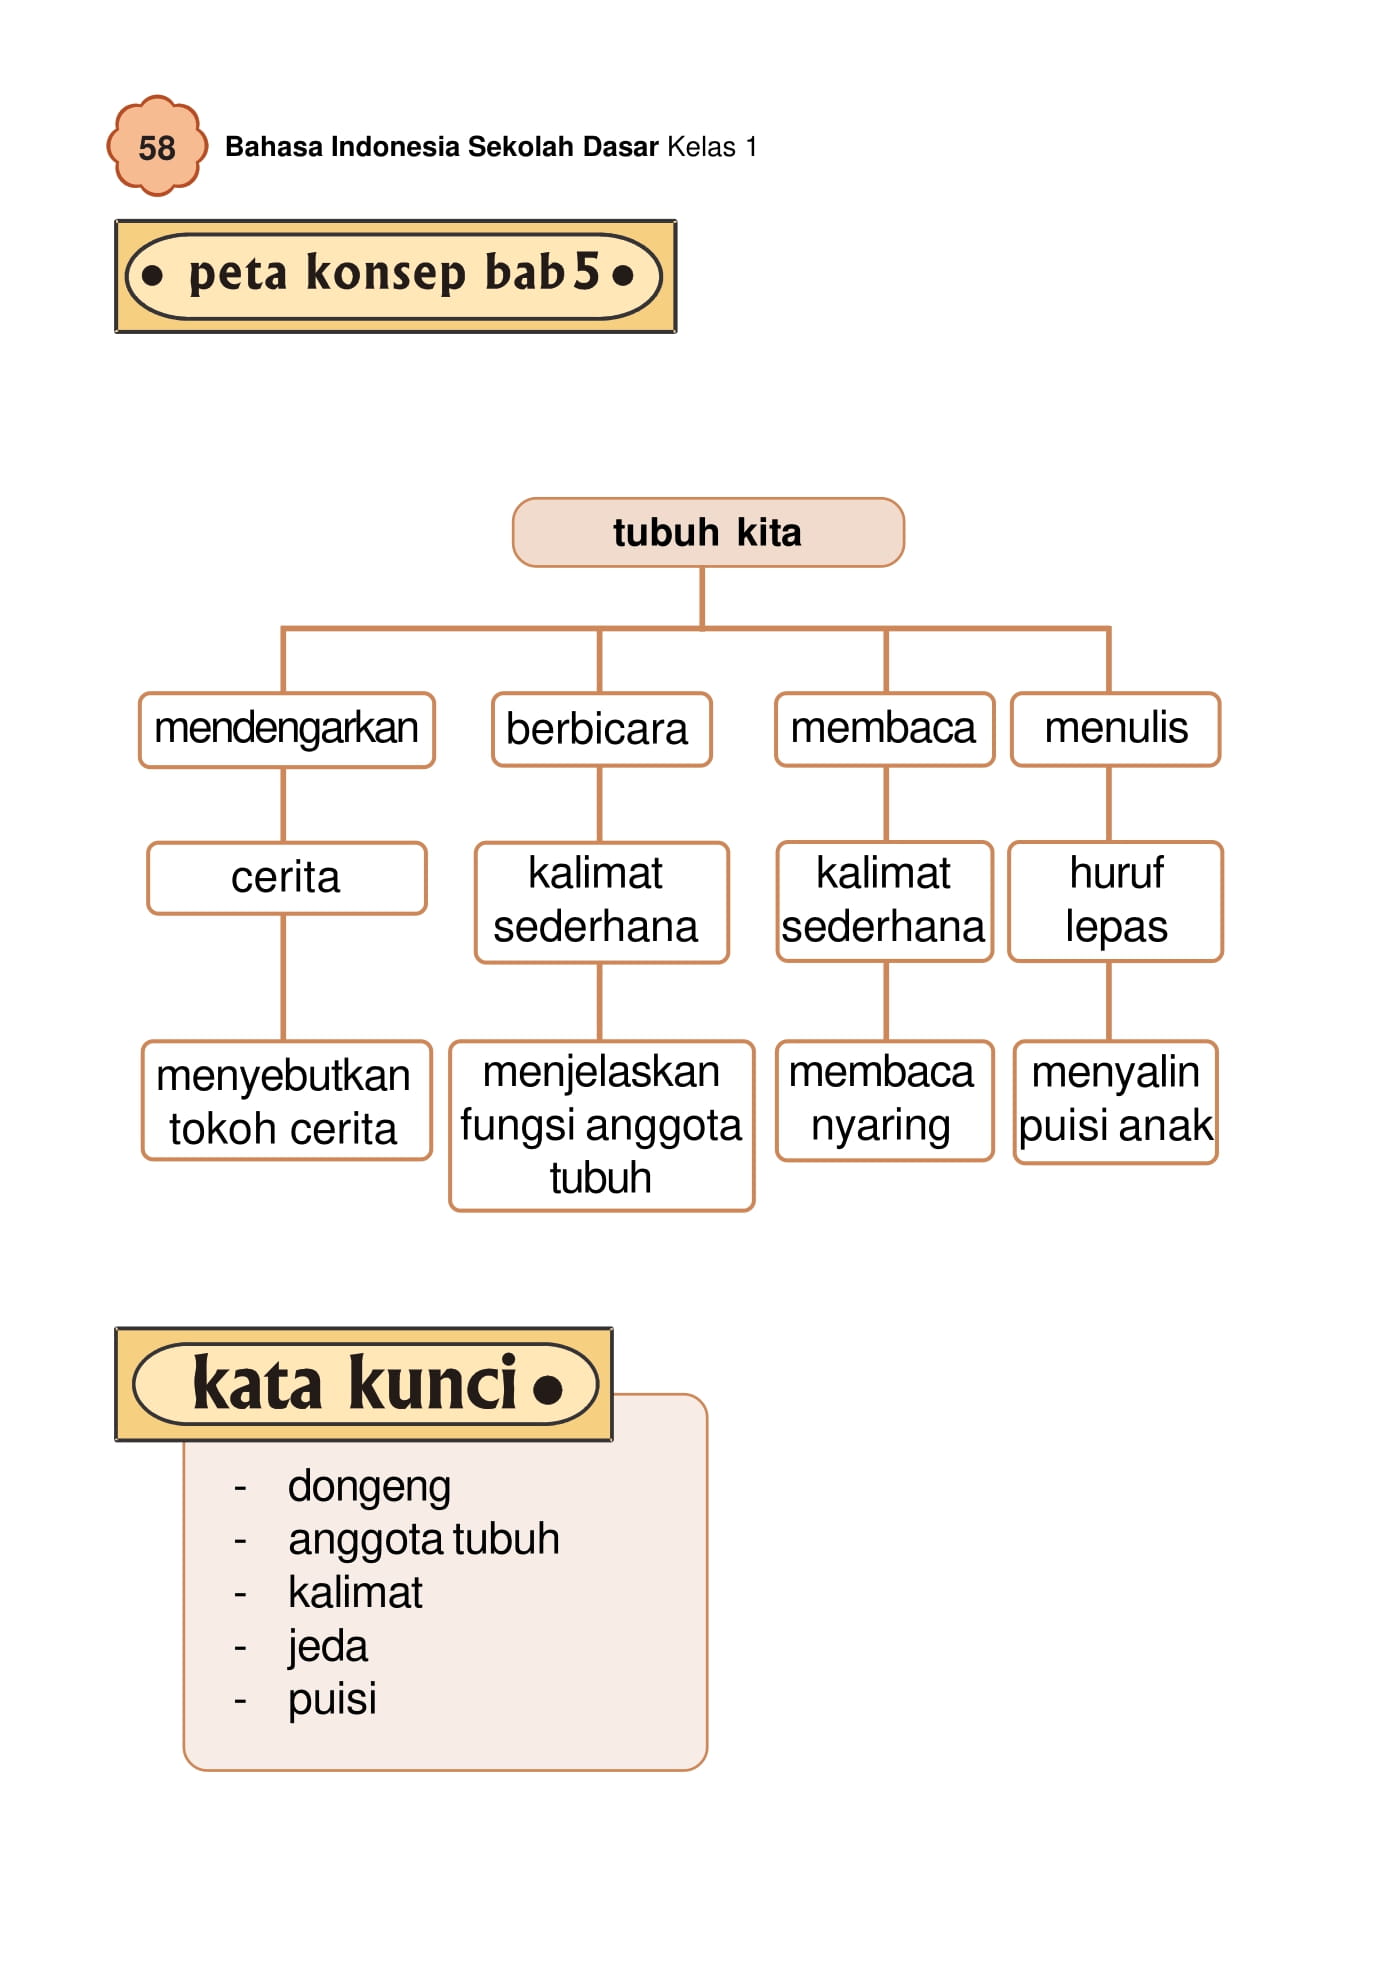 58
Bahasa Indonesia Sekolah Dasar Kelas 1
• peta konsep bab 5 •
tubuh kita
mendengarkan
berbicara
membaca
menulis
cerita
kalimat
sederhana
kalimat
sederhana
huruf
lepas
menyebutkan
tokoh cerita
menjelaskan
fungsi anggota
tubuh
membaca
nyaring
menyalin
puisi anak
kata kunci •
- dongeng
- anggota tubuh
- kalimat
- jeda
- puisi